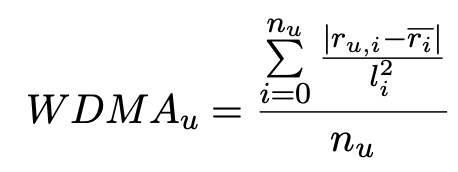 WDMA_u = \frac{\sum_{i=0}^{n_u} \frac{|r_{u,i} - \overline{r_i}|}{l_i^2}}{n_u}